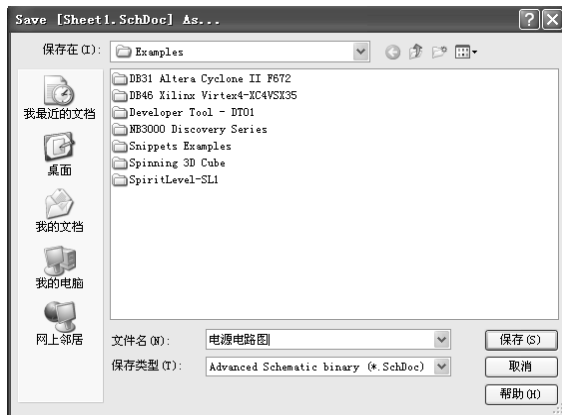 Save [Sheet1.SchDoc] As...
保存在(I):
Examples
DB31 Altera Cyclone II F672
DB46 Xilinx Virtex4-XC4VSX35
Developer Tool - DT01
NB3000 Discovery Series
Snippets Examples
Spinning 3D Cube
SpiritLevel-SL1
我最近的文档
桌面
我的文档
我的电脑
网上邻居
文件名(N):
电源电路图
保存(S)
保存类型(T):
Advanced Schematic binary (*.SchDoc)
取消
帮助(H)